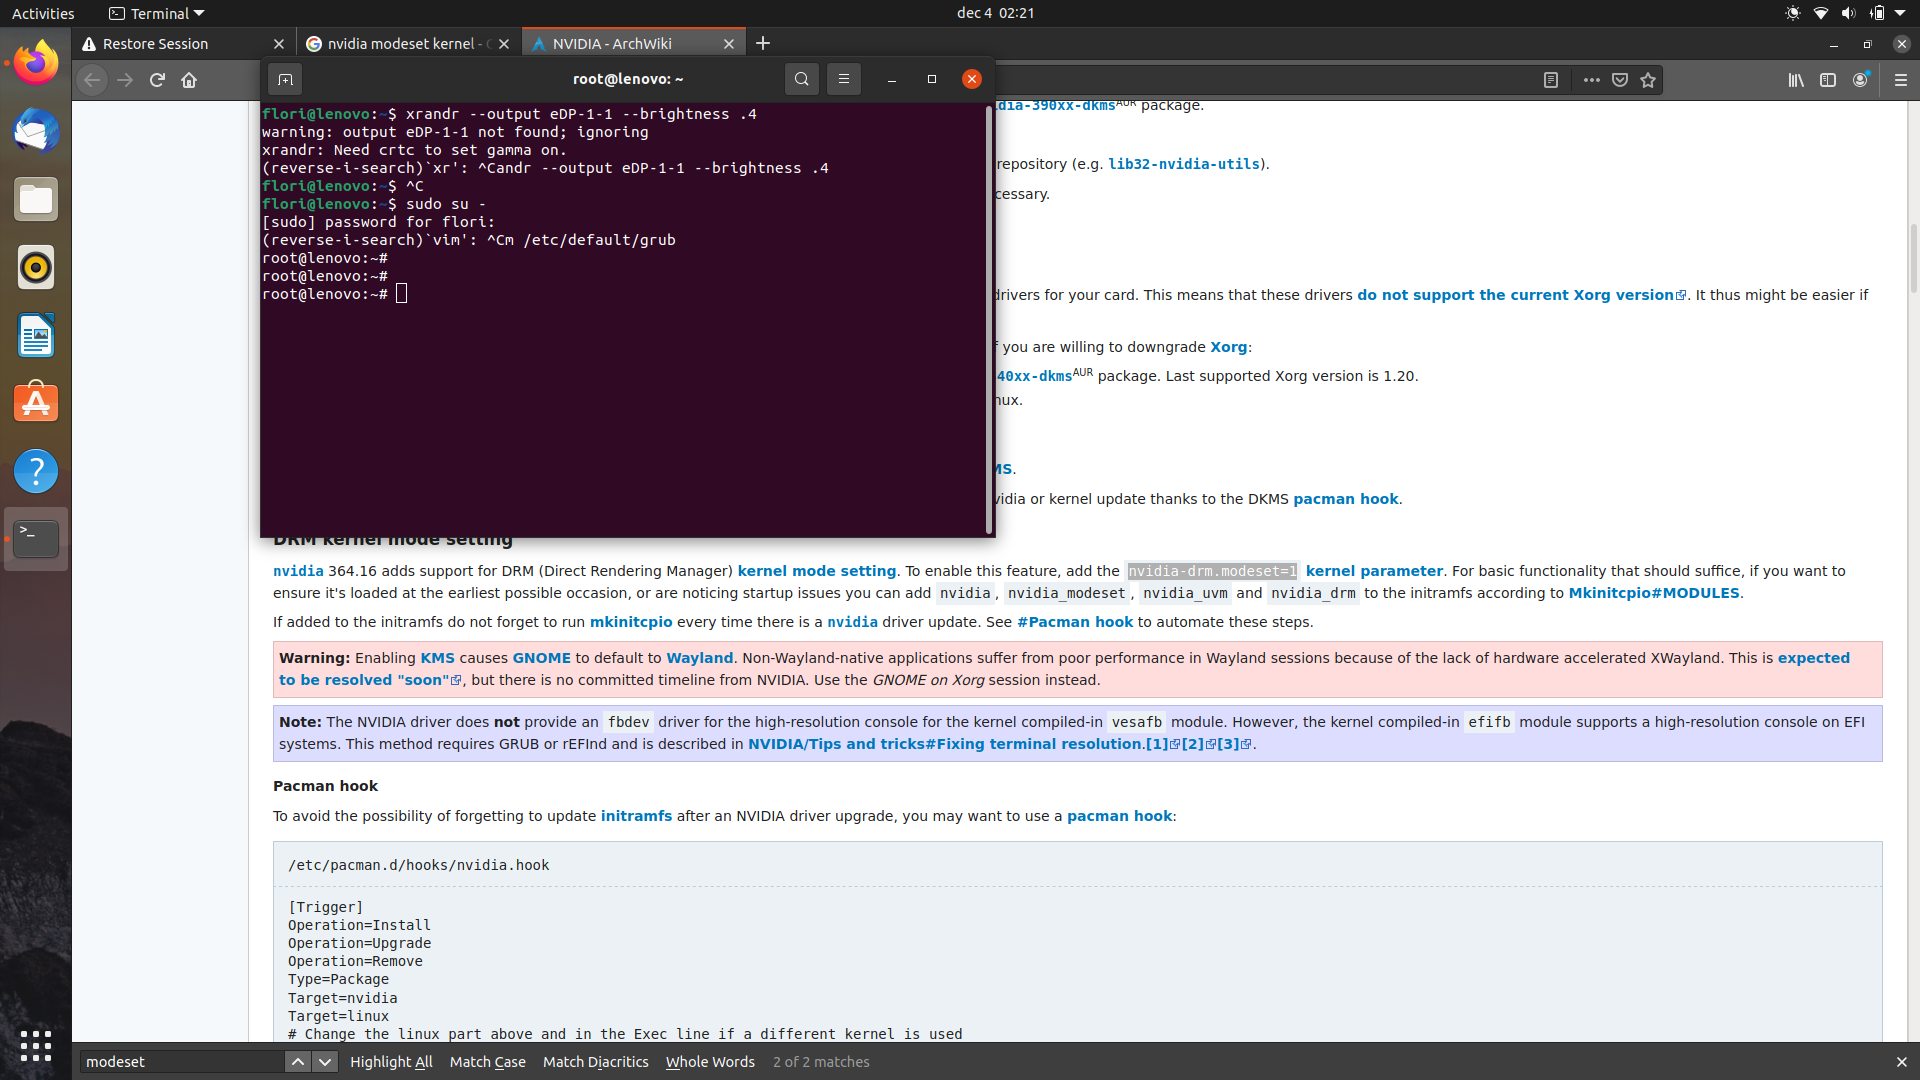 Activities
Terminal
dec 4 02:21
Restore Session
nvidia modeset kernel -
NVIDIA - ArchWiki
root@lenovo: ~
flori@lenovo:~$ xrandr --output eDP-1-1 --brightness .4
warning: output eDP-1-1 not found; ignoring
xrandr: Need crtc to set gamma on.
(reverse-i-search)`xr': ^Candr --output eDP-1-1 --brightness .4
flori@lenovo:~$ ^C
flori@lenovo:~$ sudo su -
[sudo] password for flori:
(reverse-i-search)`vim': ^Cm /etc/default/grub
root@lenovo:~#
root@lenovo:~#
root@lenovo:~#
dia-390xx-dkmsAUR package.
repository (e.g. lib32-nvidia-utils).
cessary.
drivers for your card. This means that these drivers do not support the current Xorg version. It thus might be easier if
f you are willing to downgrade Xorg:
40xx-dkmsAUR package. Last supported Xorg version is 1.20.
nux.
MS.
vidia or kernel update thanks to the DKMS pacman hook.
DRM kernel mode setting
nvidia 364.16 adds support for DRM (Direct Rendering Manager) kernel mode setting. To enable this feature, add the nvidia-drm.modeset=1 kernel parameter. For basic functionality that should suffice, if you want to
ensure it's loaded at the earliest possible occasion, or are noticing startup issues you can add nvidia, nvidia_modeset, nvidia_uvm and nvidia_drm to the initramfs according to Mkinitcpio#MODULES.
If added to the initramfs do not forget to run mkinitcpio every time there is a nvidia driver update. See #Pacman hook to automate these steps.
Warning: Enabling KMS causes GNOME to default to Wayland. Non-Wayland-native applications suffer from poor performance in Wayland sessions because of the lack of hardware accelerated XWayland. This is expected
to be resolved "soon", but there is no committed timeline from NVIDIA. Use the GNOME on Xorg session instead.
Note: The NVIDIA driver does not provide an fbdev driver for the high-resolution console for the kernel compiled-in vesafb module. However, the kernel compiled-in efifb module supports a high-resolution console on EFI
systems. This method requires GRUB or rEFInd and is described in NVIDIA/Tips and tricks#Fixing terminal resolution.[1][2][3].
Pacman hook
To avoid the possibility of forgetting to update initramfs after an NVIDIA driver upgrade, you may want to use a pacman hook:
/etc/pacman.d/hooks/nvidia.hook
[Trigger]
Operation=Install
Operation=Upgrade
Operation=Remove
Type=Package
Target=nvidia
Target=linux
# Change the linux part above and in the Exec line if a different kernel is used
modeset
Highlight All
Match Case
Match Diacritics
Whole Words
2 of 2 matches